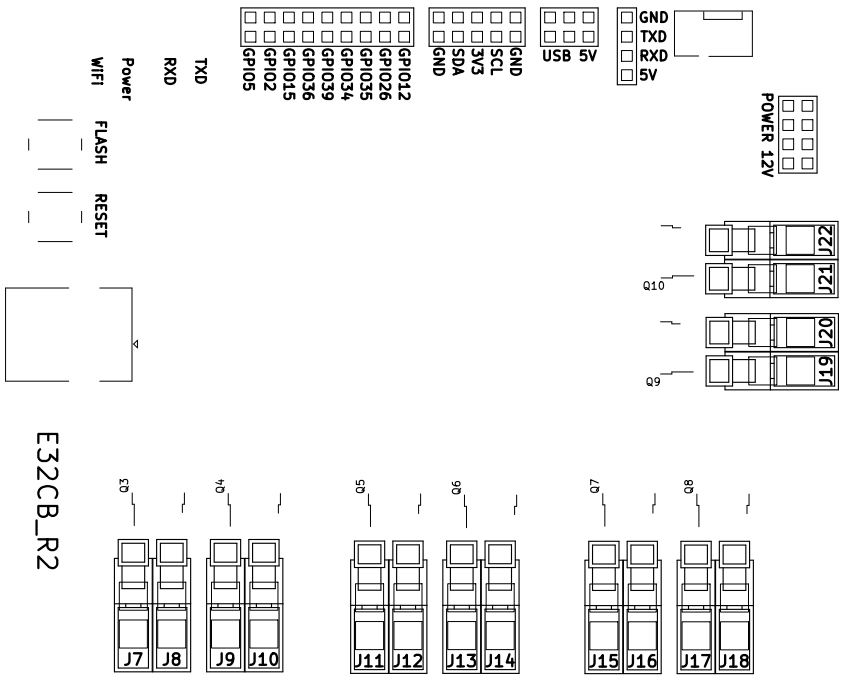 GND
TXD
RXD
5V
WiFi
Power
RXD
TXD
GPIO5
GPIO2
GPIO15
GPIO36
GPIO39
GPIO34
GPIO35
GPIO26
GPIO12
GND
SDA
3V3
SCL
GND
USB 5V
FLASH
POWER 12V
RESET
J22
J21
Q10
J20
J19
Q9
E32CB_R2
Q3
Q4
Q5
Q6
Q7
Q8
J7
J8
J9
J10
J11
J12
J13
J14
J15
J16
J17
J18